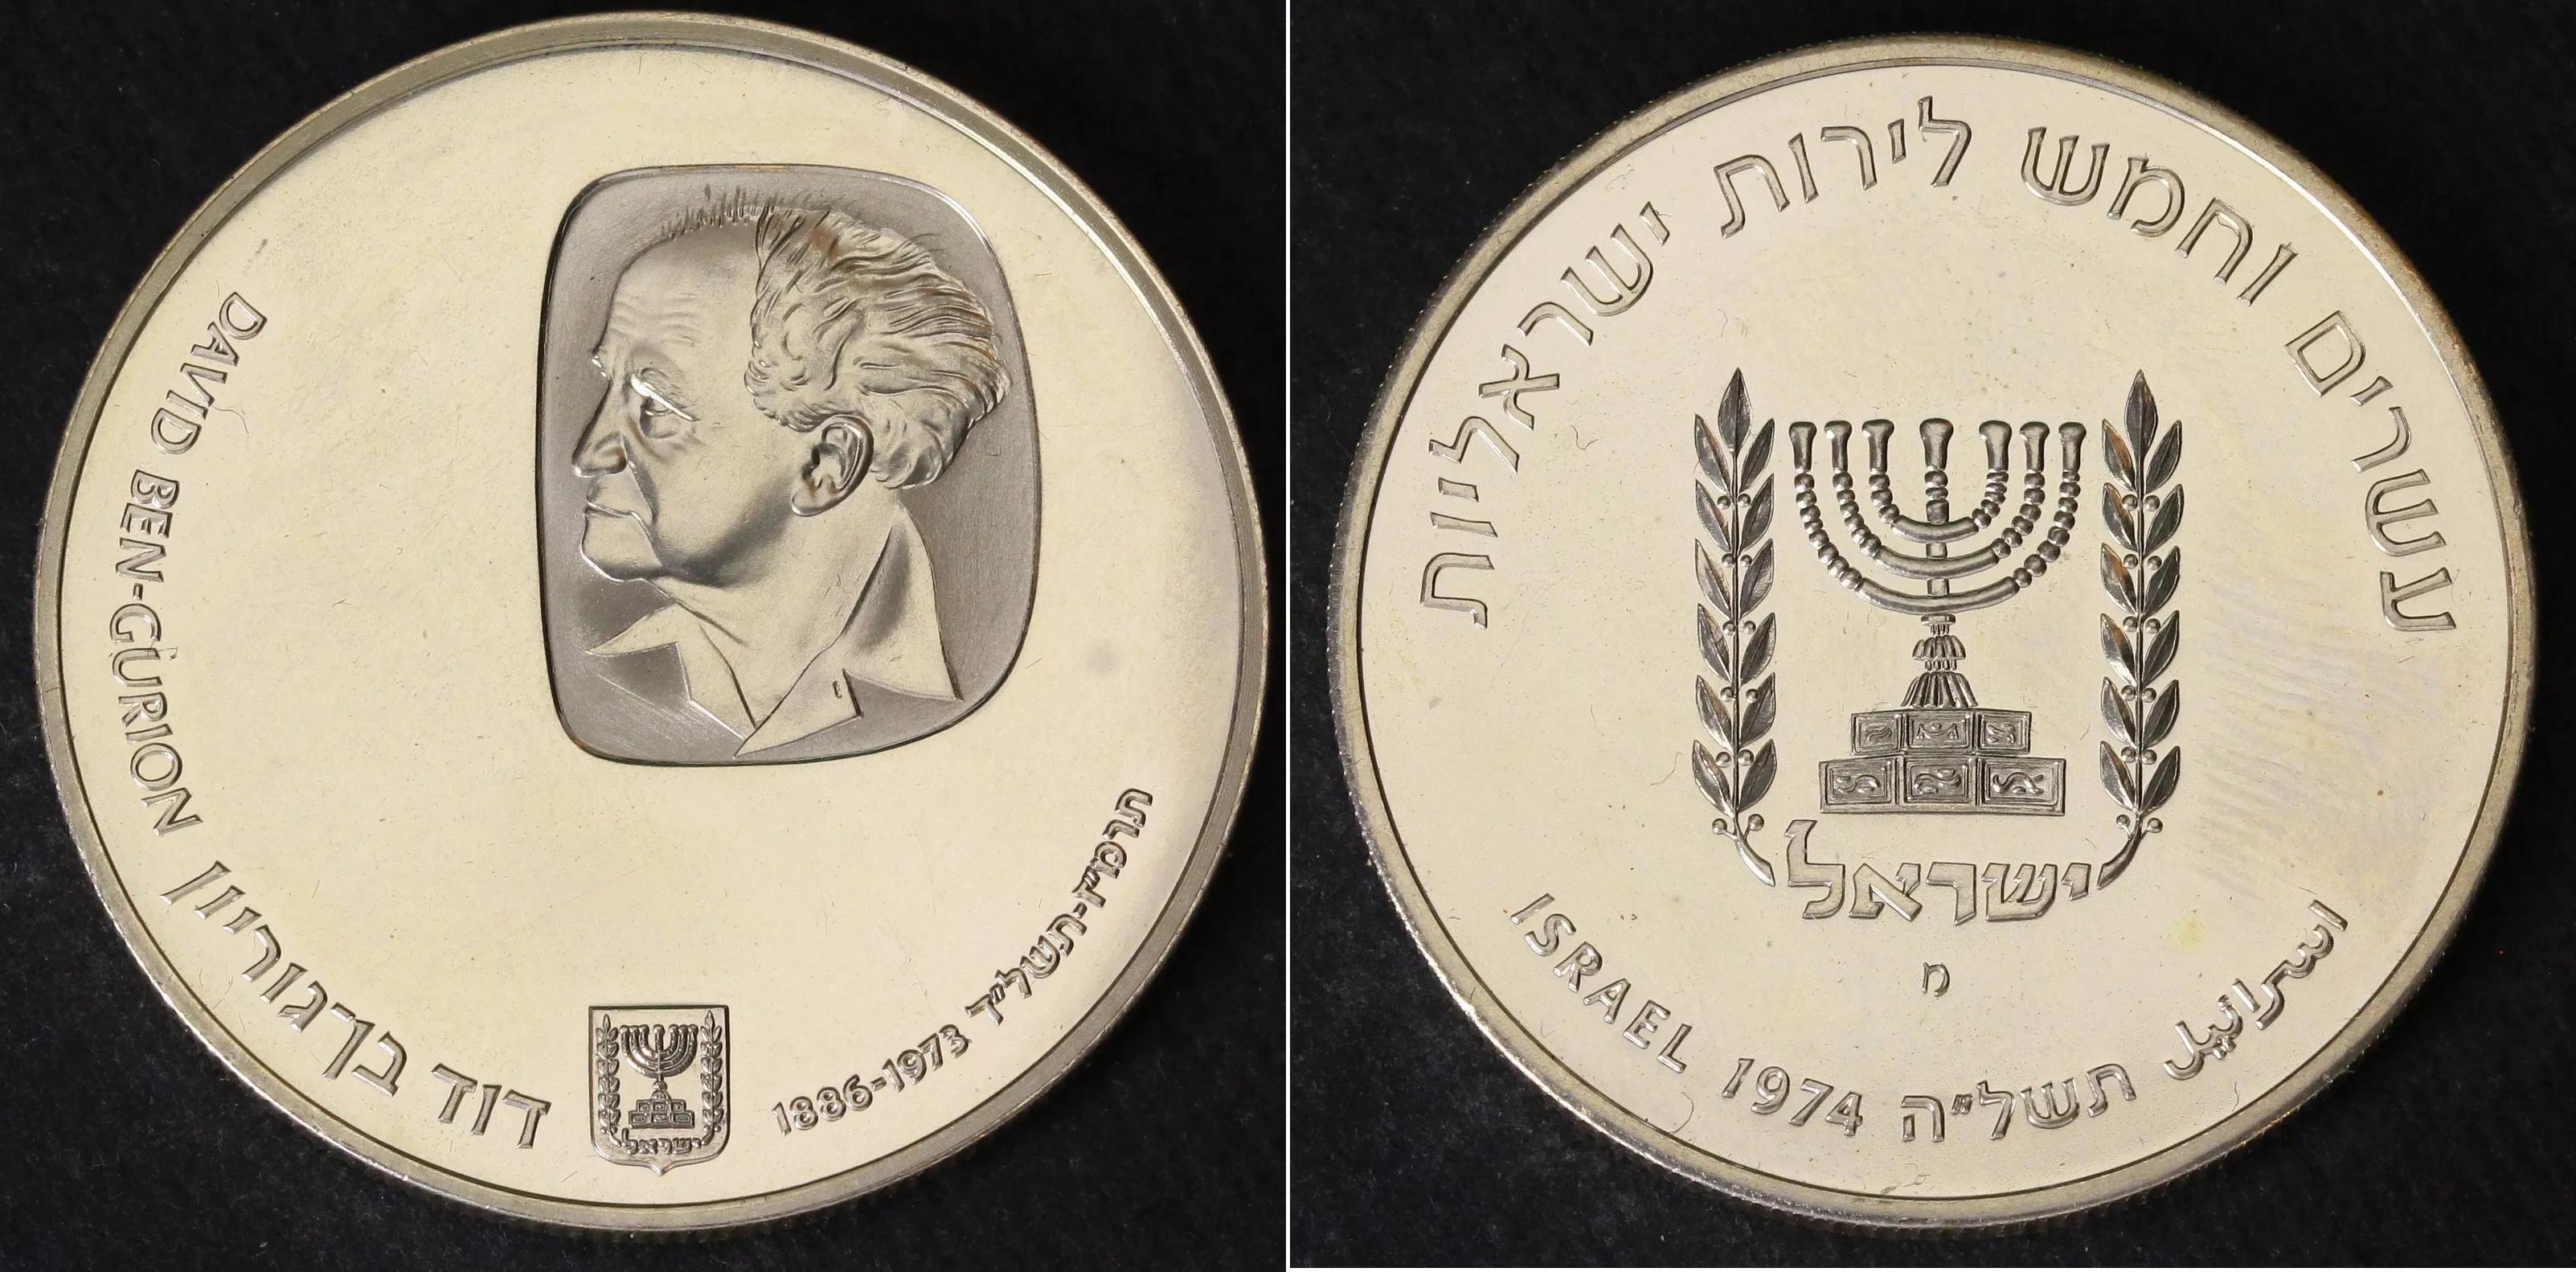 DAVID BEN-GURION
דוד בן־גוריון
ישראל
1886-1973 תרמ"ו-תשל"ד
עשרים וחמש לירות ישראליות
ישראל
מ
ISRAEL 1974 תשל"ה اسرائيل